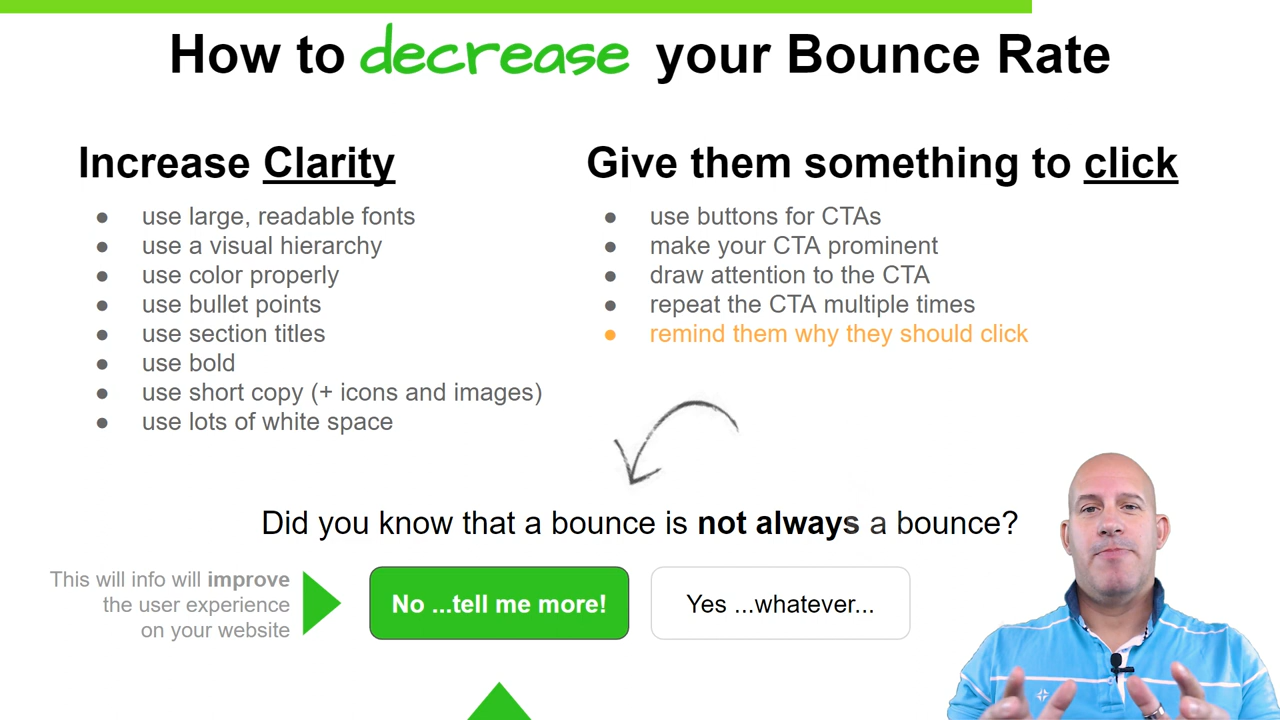 How to decrease your Bounce Rate
Increase Clarity
● use large, readable fonts
● use a visual hierarchy
● use color properly
● use bullet points
● use section titles
● use bold
● use short copy (+ icons and images)
● use lots of white space
Give them something to click
● use buttons for CTAs
● make your CTA prominent
● draw attention to the CTA
● repeat the CTA multiple times
● remind them why they should click
Did you know that a bounce is not always a bounce?
This will info will improve
the user experience
on your website
No ...tell me more!
Yes ...whatever...